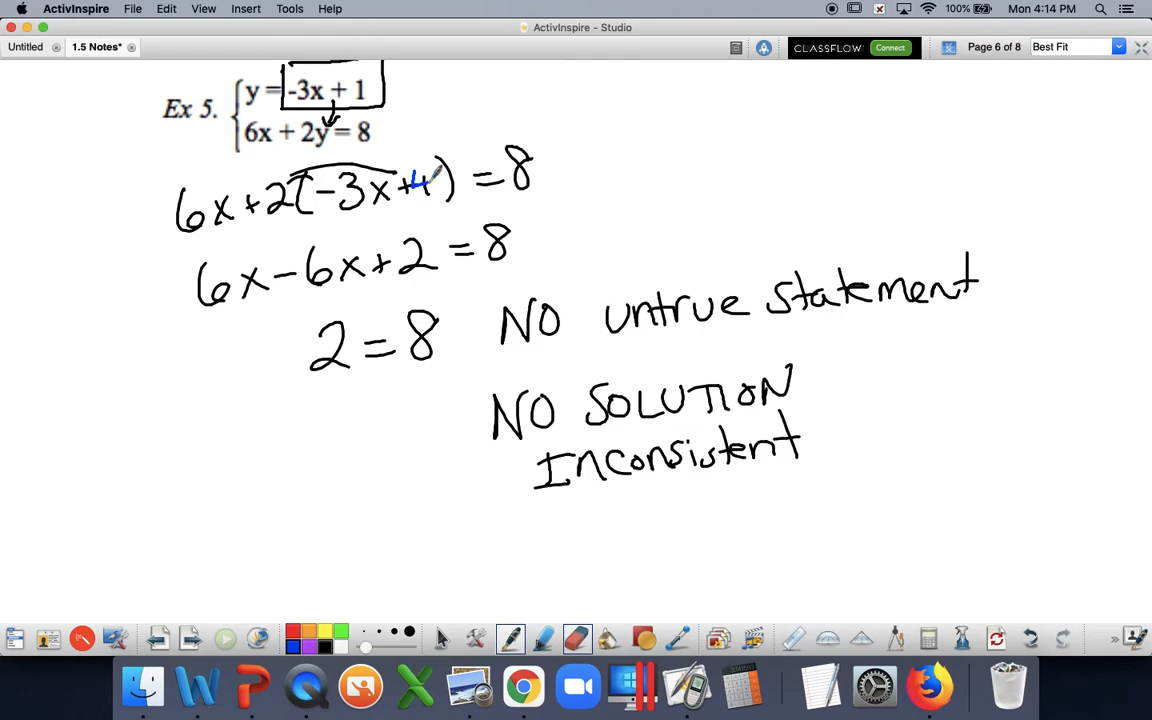 ActivInspire File Edit View Insert Tools Help 100% Mon 4:14 PM
ActivInspire - Studio
Untitled 1.5 Notes* CLASSFLOW Connect Page 6 of 8 Best Fit
Ex 5. y = -3x + 1
6x + 2y = 8
6x+2(-3x+4)=8
6x-6x+2=8
2=8 NO untrue statement
NO SOLUTION
Inconsistent